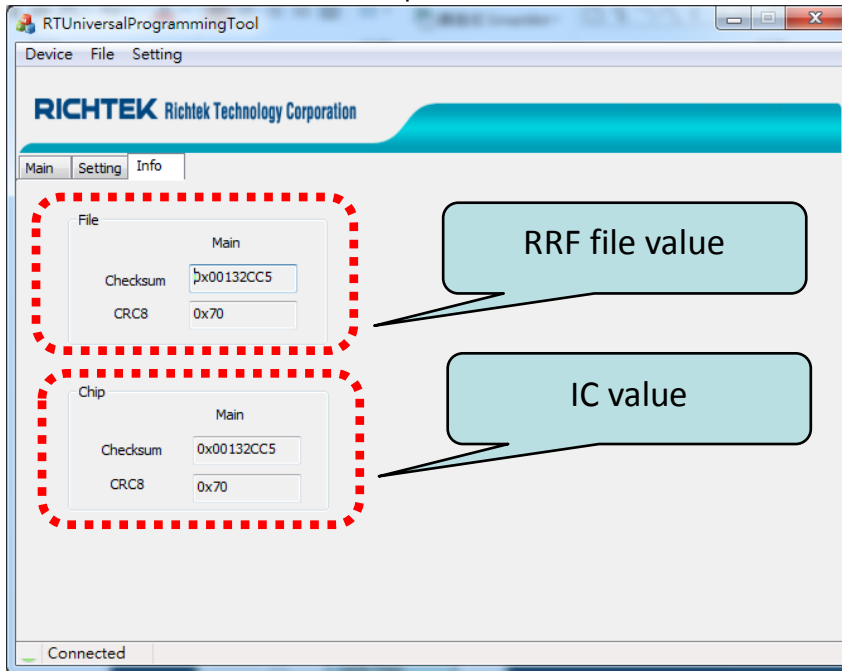 RTUniversalProgrammingTool
Device File Setting
RICHTEK Richtek Technology Corporation
Main Setting Info
File
Main
Checksum 0x00132CC5
CRC8 0x70
RRF file value
Chip
Main
Checksum 0x00132CC5
CRC8 0x70
IC value
Connected